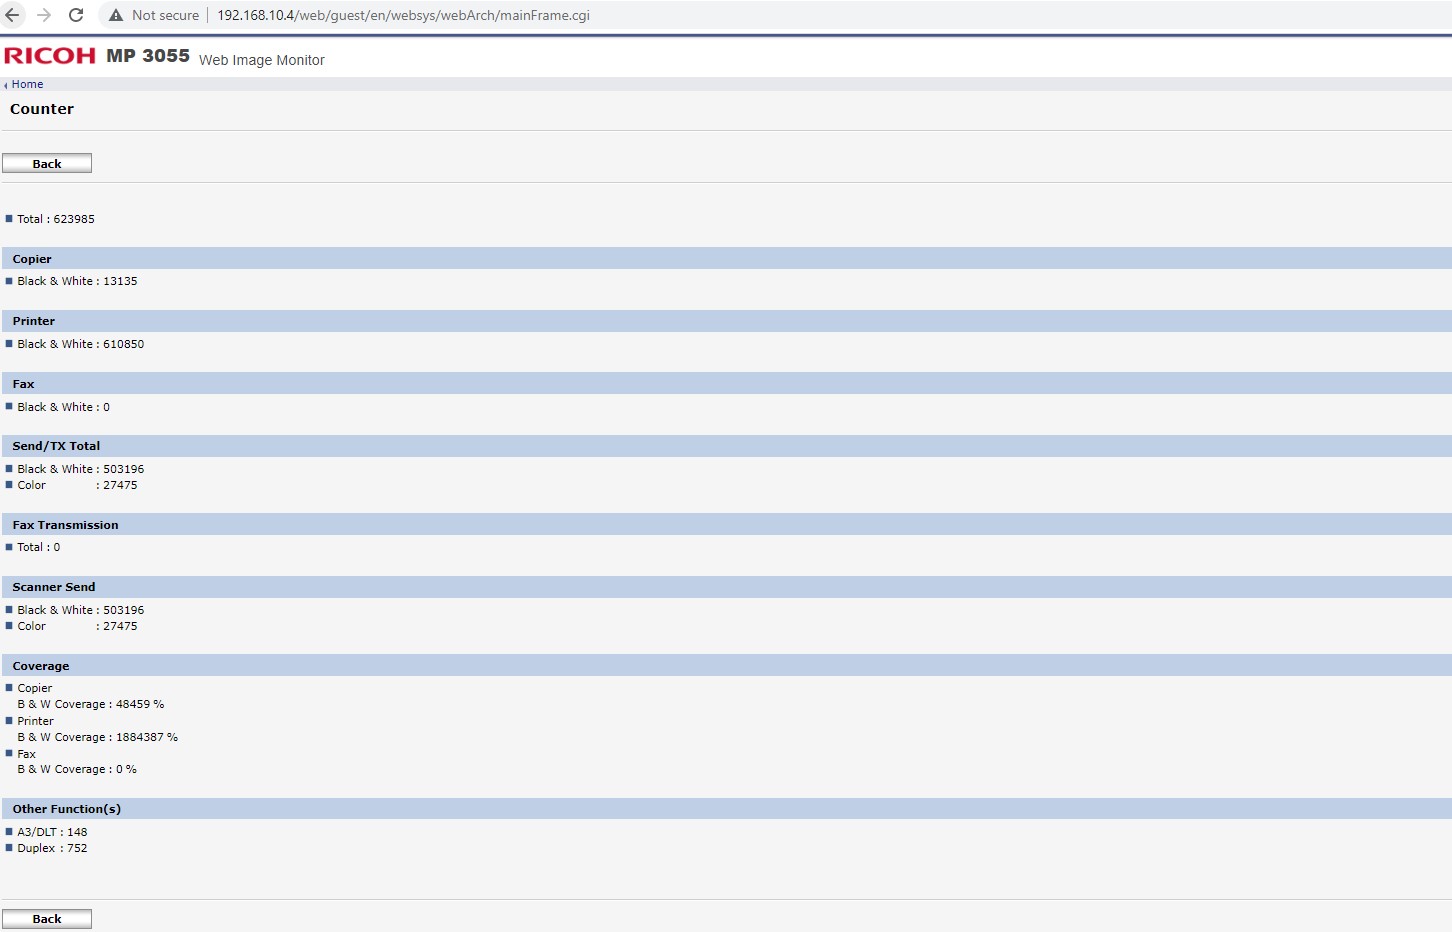 Not secure 192.168.10.4/web/guest/en/websys/webArch/mainFrame.cgi
RICOH MP 3055 Web Image Monitor
Home
Counter
Back
Total : 623985
Copier
Black & White : 13135
Printer
Black & White : 610850
Fax
Black & White : 0
Send/TX Total
Black & White : 503196
Color : 27475
Fax Transmission
Total : 0
Scanner Send
Black & White : 503196
Color : 27475
Coverage
Copier
B & W Coverage : 48459 %
Printer
B & W Coverage : 1884387 %
Fax
B & W Coverage : 0 %
Other Function(s)
A3/DLT : 148
Duplex : 752
Back